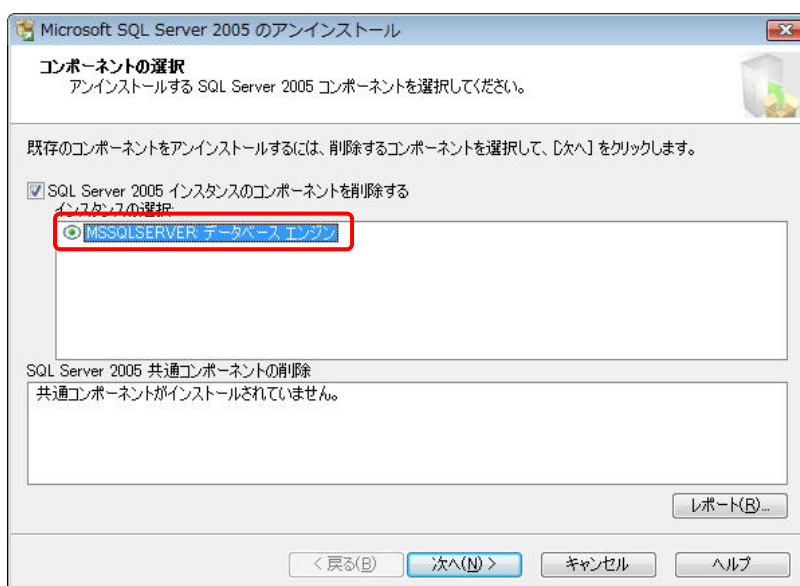 Microsoft SQL Server 2005 のアンインストール
コンポーネントの選択
アンインストールする SQL Server 2005 コンポーネントを選択してください。
既存のコンポーネントをアンインストールするには、削除するコンポーネントを選択して、[次へ] をクリックします。
SQL Server 2005 インスタンスのコンポーネントを削除する
インスタンスの選択:
MSSQLSERVER: データベース エンジン
SQL Server 2005 共通コンポーネントの削除
共通コンポーネントがインストールされていません。
レポート(R)...
< 戻る(B) 次へ(N) > キャンセル ヘルプ